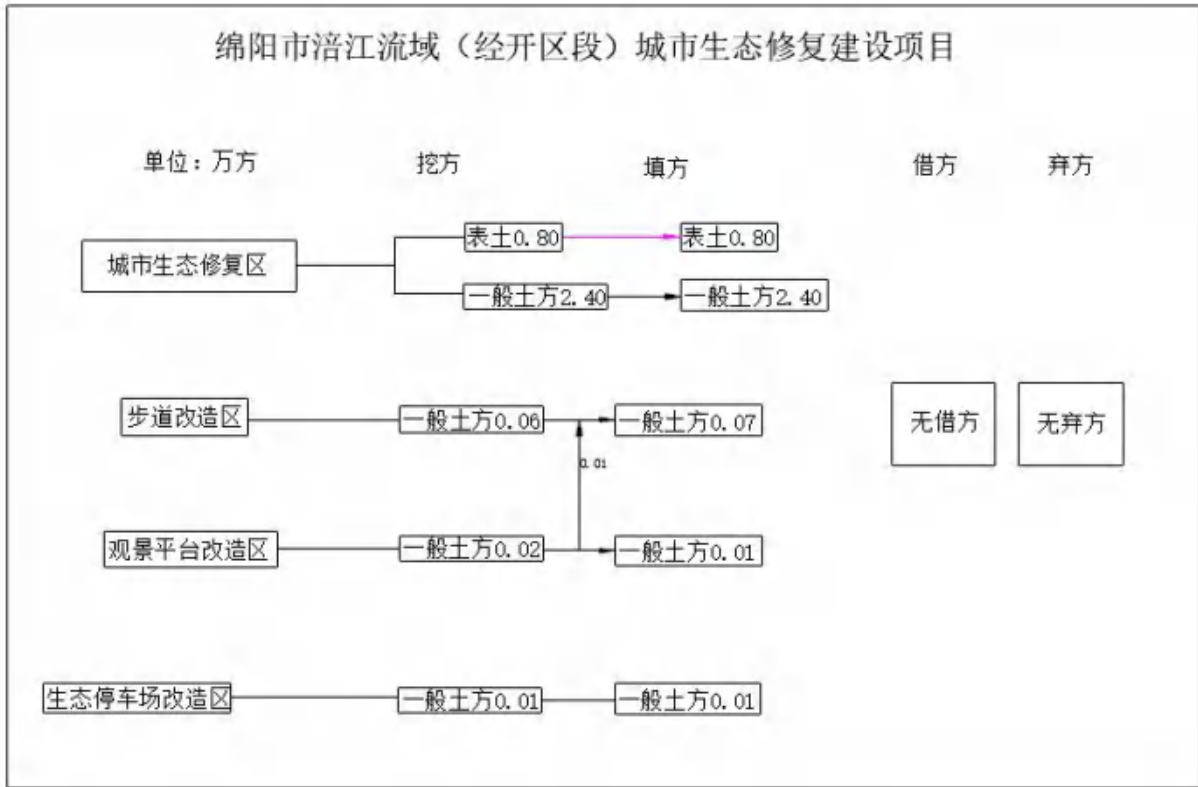 绵阳市涪江流域（经开区段）城市生态修复建设项目
单位：万方 挖方 填方 借方 弃方
表土0.80 表土0.80
城市生态修复区
一般土方2.40 一般土方2.40
步道改造区 一般土方0.06 一般土方0.07 无借方 无弃方
0.01
观景平台改造区 一般土方0.02 一般土方0.01
生态停车场改造区 一般土方0.01 一般土方0.01